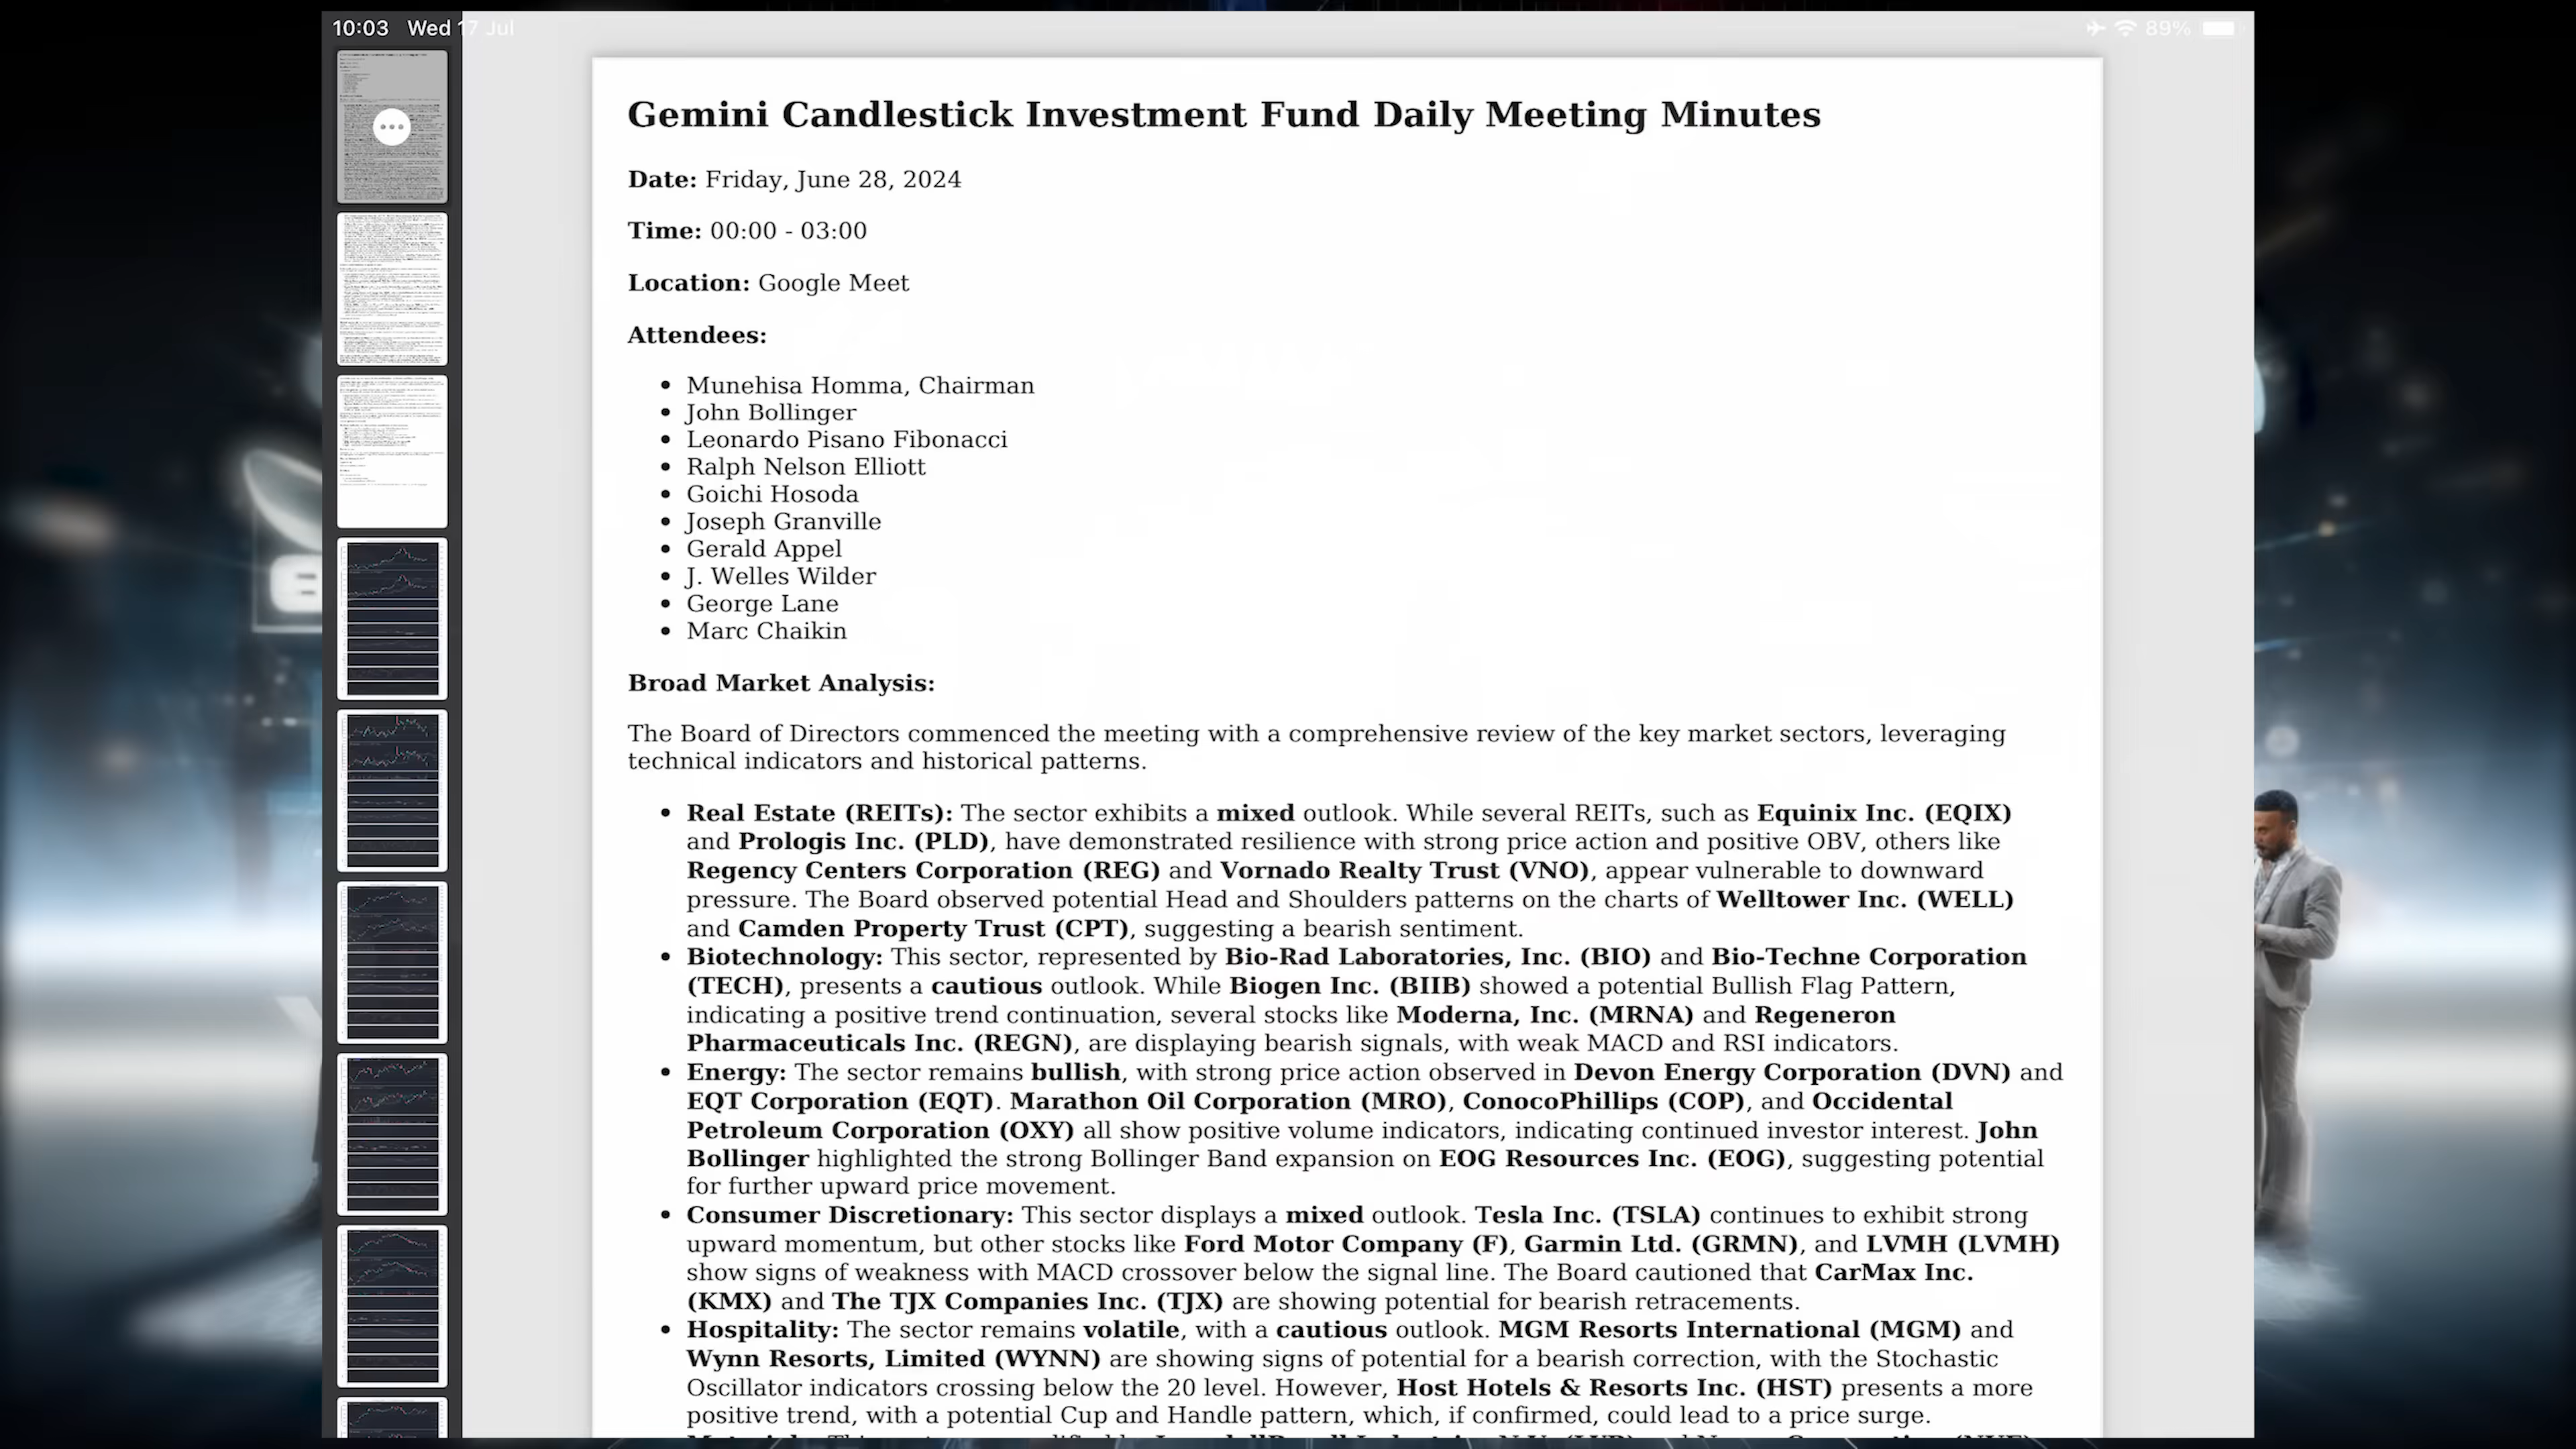 10:03 Wed 17 Jul
89%
Gemini Candlestick Investment Fund Daily Meeting Minutes
Date: Friday, June 28, 2024
Time: 00:00 - 03:00
Location: Google Meet
Attendees:
• Munehisa Homma, Chairman
• John Bollinger
• Leonardo Pisano Fibonacci
• Ralph Nelson Elliott
• Goichi Hosoda
• Joseph Granville
• Gerald Appel
• J. Welles Wilder
• George Lane
• Marc Chaikin
Broad Market Analysis:
The Board of Directors commenced the meeting with a comprehensive review of the key market sectors, leveraging
technical indicators and historical patterns.
• Real Estate (REITs): The sector exhibits a mixed outlook. While several REITs, such as Equinix Inc. (EQIX)
and Prologis Inc. (PLD), have demonstrated resilience with strong price action and positive OBV, others like
Regency Centers Corporation (REG) and Vornado Realty Trust (VNO), appear vulnerable to downward
pressure. The Board observed potential Head and Shoulders patterns on the charts of Welltower Inc. (WELL)
and Camden Property Trust (CPT), suggesting a bearish sentiment.
• Biotechnology: This sector, represented by Bio-Rad Laboratories, Inc. (BIO) and Bio-Techne Corporation
(TECH), presents a cautious outlook. While Biogen Inc. (BIIB) showed a potential Bullish Flag Pattern,
indicating a positive trend continuation, several stocks like Moderna, Inc. (MRNA) and Regeneron
Pharmaceuticals Inc. (REGN), are displaying bearish signals, with weak MACD and RSI indicators.
• Energy: The sector remains bullish, with strong price action observed in Devon Energy Corporation (DVN) and
EQT Corporation (EQT). Marathon Oil Corporation (MRO), ConocoPhillips (COP), and Occidental
Petroleum Corporation (OXY) all show positive volume indicators, indicating continued investor interest. John
Bollinger highlighted the strong Bollinger Band expansion on EOG Resources Inc. (EOG), suggesting potential
for further upward price movement.
• Consumer Discretionary: This sector displays a mixed outlook. Tesla Inc. (TSLA) continues to exhibit strong
upward momentum, but other stocks like Ford Motor Company (F), Garmin Ltd. (GRMN), and LVMH (LVMH)
show signs of weakness with MACD crossover below the signal line. The Board cautioned that CarMax Inc.
(KMX) and The TJX Companies Inc. (TJX) are showing potential for bearish retracements.
• Hospitality: The sector remains volatile, with a cautious outlook. MGM Resorts International (MGM) and
Wynn Resorts, Limited (WYNN) are showing signs of potential for a bearish correction, with the Stochastic
Oscillator indicators crossing below the 20 level. However, Host Hotels & Resorts Inc. (HST) presents a more
positive trend, with a potential Cup and Handle pattern, which, if confirmed, could lead to a price surge.